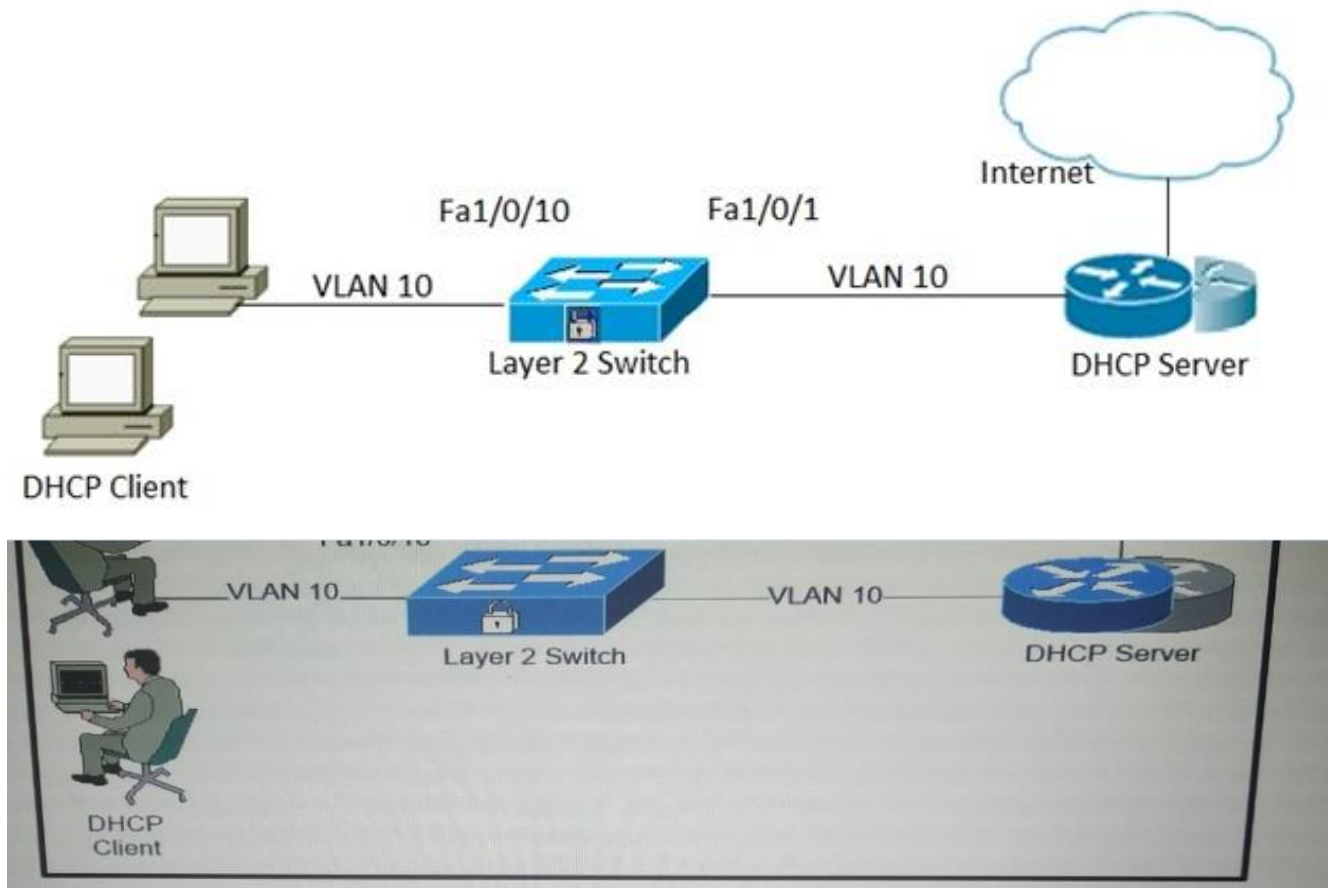 Internet
Fa1/0/10
Fa1/0/1
VLAN 10
VLAN 10
Layer 2 Switch
DHCP Server
DHCP Client
VLAN 10
VLAN 10
Layer 2 Switch
DHCP Server
DHCP
Client